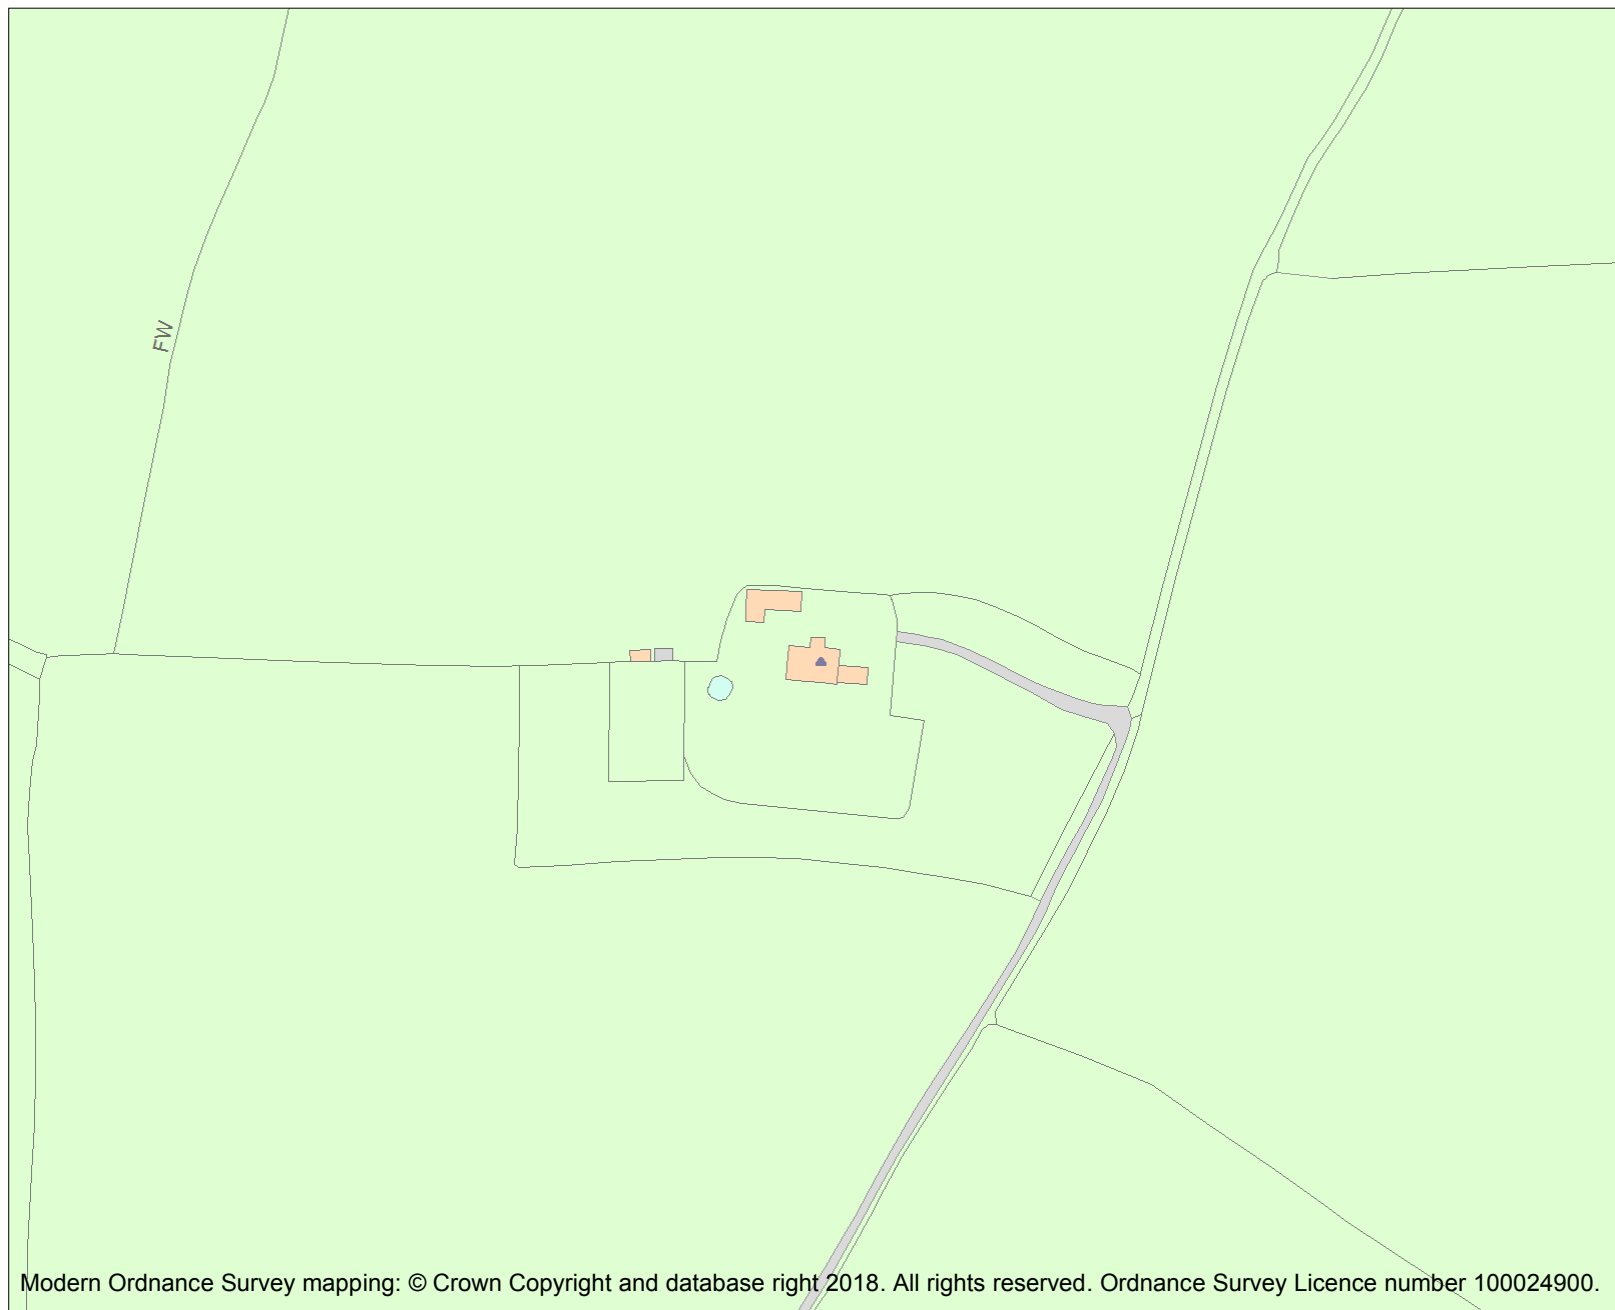 FW
Modern Ordnance Survey mapping: © Crown Copyright and database right 2018. All rights reserved. Ordnance Survey Licence number 100024900.